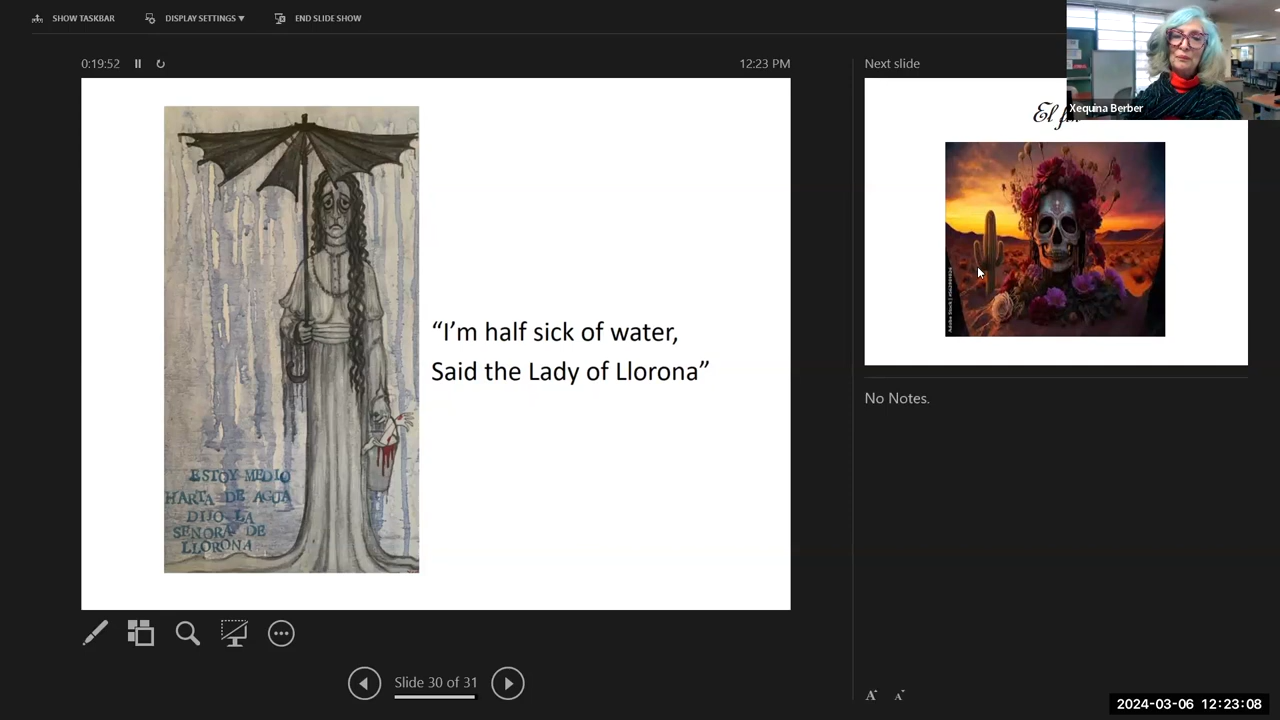 SHOW TASKBAR
DISPLAY SETTINGS ▼
END SLIDE SHOW
0:19:52
12:23 PM
Next slide
Xequina Berber
El
ESTOY MEDIO
HARTA DE AGUA
DIJO LA
SENORA DE
LLORONA
“I’m half sick of water,
Said the Lady of Llorona”
No Notes.
Slide 30 of 31
A A
2024-03-06 12:23:08